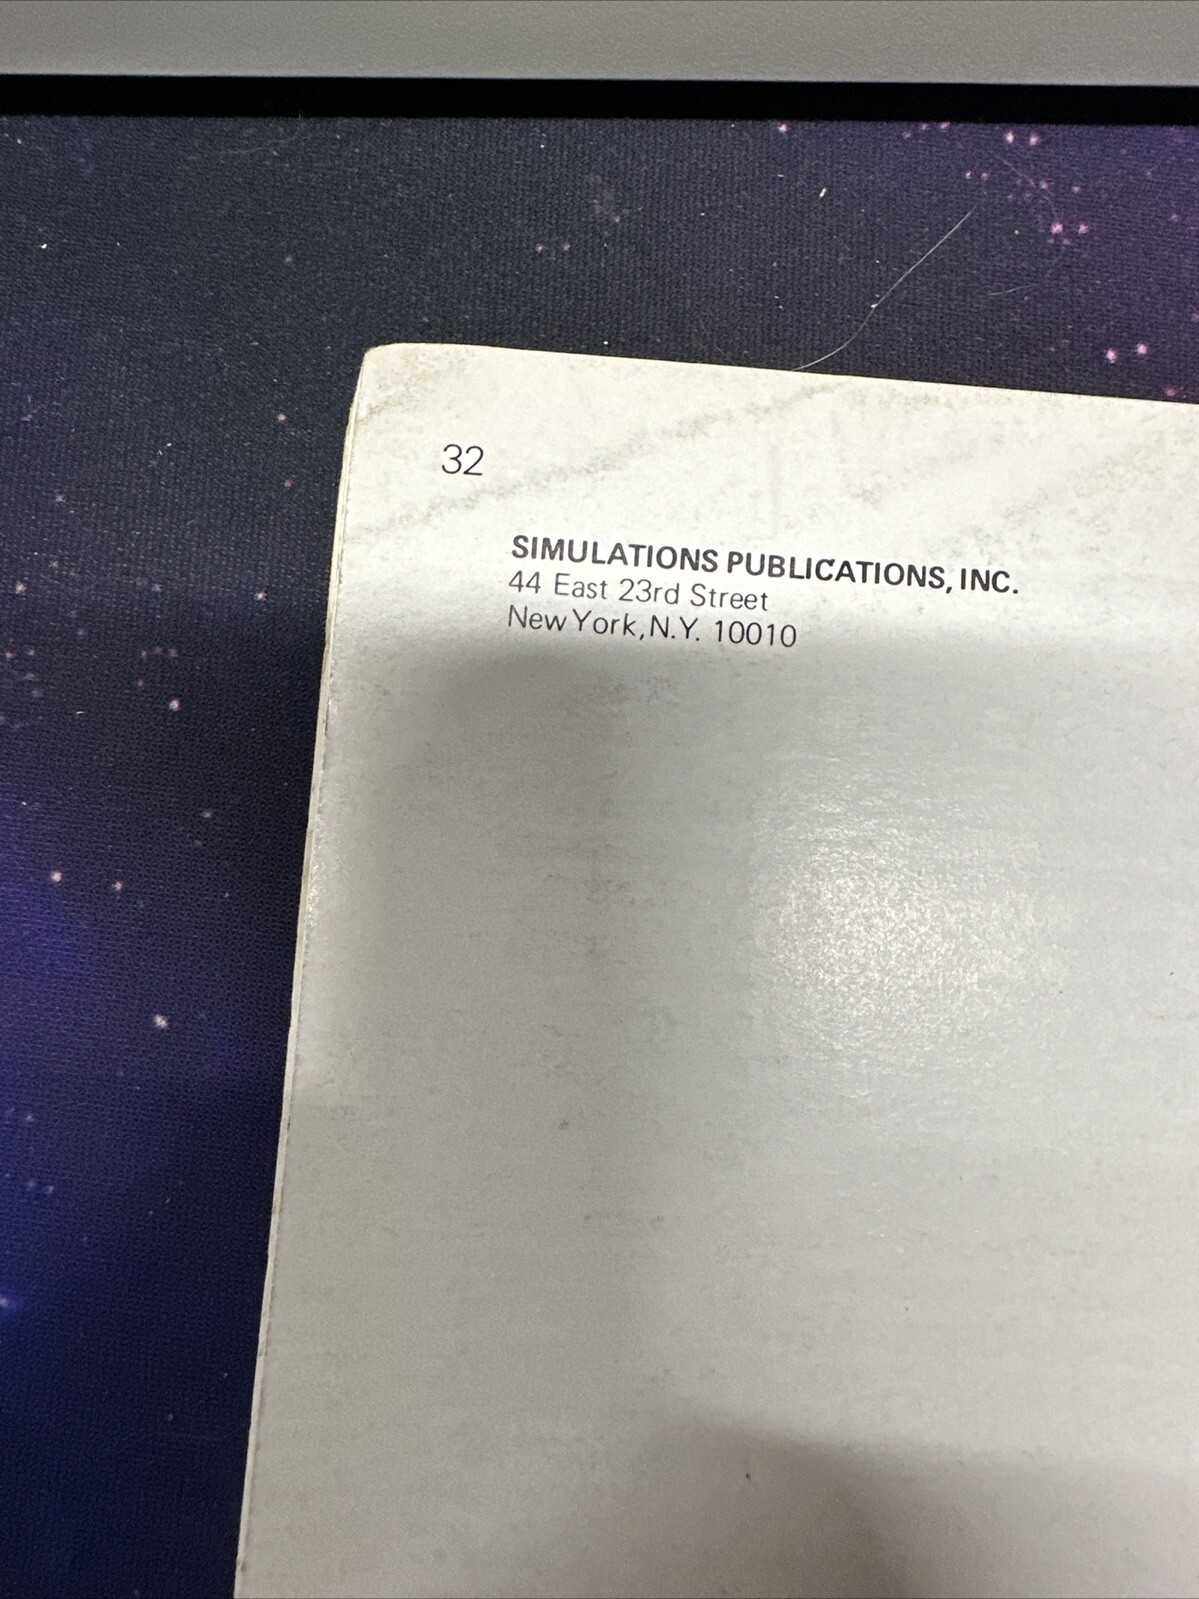 32
SIMULATIONS PUBLICATIONS, INC.
44 East 23rd Street
New York, N.Y. 10010